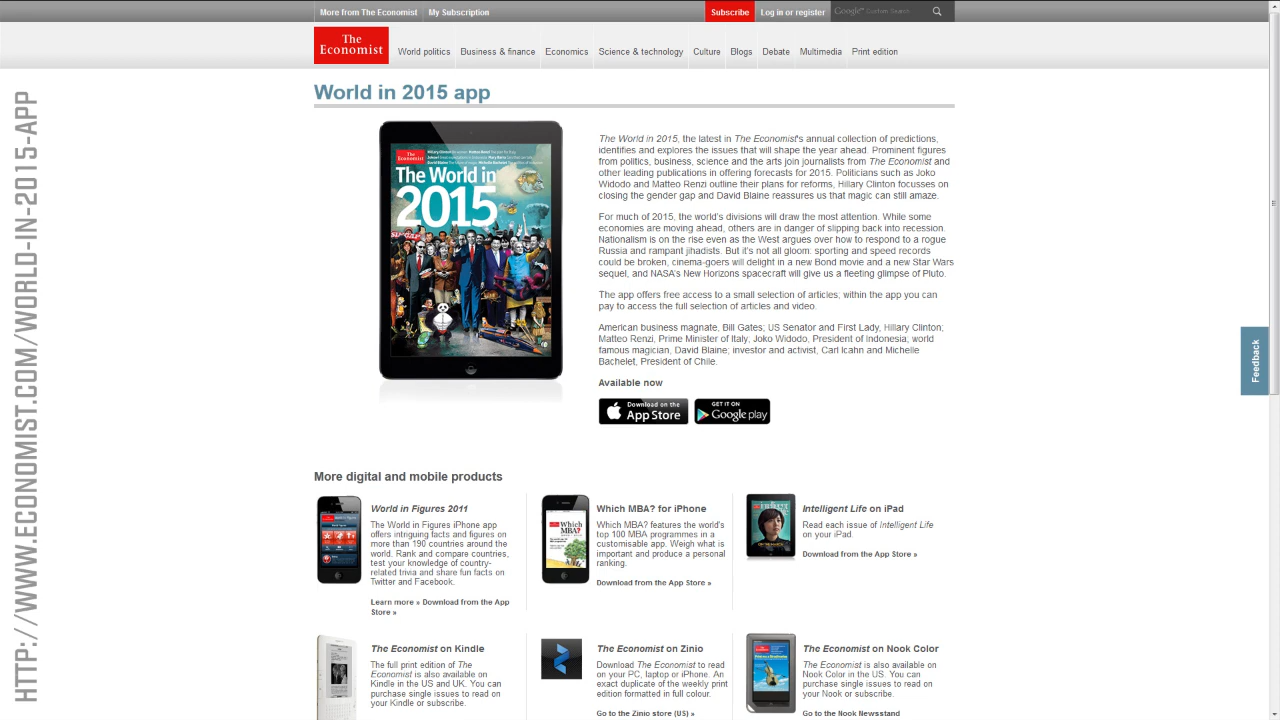 More from The Economist My Subscription Subscribe Log in or register Google Custom Search
The
Economist
World politics Business & finance Economics Science & technology Culture Blogs Debate Multimedia Print edition
HTTP://WWW.ECONOMIST.COM/WORLD-IN-2015-APP
World in 2015 app
The
Economist
The World in
2015
The World in 2015, the latest in The Economist's annual collection of predictions,
identifies and explores the issues that will shape the year ahead. Prominent figures
from politics, business, science and the arts join journalists from The Economist and
other leading publications in offering forecasts for 2015. Politicians such as Joko
Widodo and Matteo Renzi outline their plans for reforms, Hillary Clinton focusses on
closing the gender gap and David Blaine reassures us that magic can still amaze.
For much of 2015, the world's divisions will draw the most attention. While some
economies are moving ahead, others are in danger of slipping back into recession.
Nationalism is on the rise even as the West argues over how to respond to a rogue
Russia and rampant jihadists. But it's not all gloom: sporting and speed records
could be broken, cinema-goers will delight in a new Bond movie and a new Star Wars
sequel, and NASA's New Horizons spacecraft will give us a fleeting glimpse of Pluto.
The app offers free access to a small selection of articles; within the app you can
pay to access the full selection of articles and video.
American business magnate, Bill Gates; US Senator and First Lady, Hillary Clinton;
Matteo Renzi, Prime Minister of Italy; Joko Widodo, President of Indonesia; world
famous magician, David Blaine; investor and activist, Carl Icahn and Michelle
Bachelet, President of Chile.
Available now
Download on the
App Store
GET IT ON
Google play
Feedback
More digital and mobile products
World in Figures 2011
The World in Figures iPhone app
offers intriguing facts and figures on
more than 190 countries around the
world. Rank and compare countries,
test your knowledge of country-
related trivia and share fun facts on
Twitter and Facebook.
Learn more » Download from the App
Store »
Which
MBA?
Which MBA? for iPhone
Which MBA? features the world's
top 100 MBA programmes in a
customisable app. Weigh what is
important and produce a personal
ranking.
Download from the App Store »
Intelligent Life on iPad
Read each issue of Intelligent Life
on your iPad.
Download from the App Store »
The Economist on Kindle
The full print edition of The
Economist is also available on
Kindle in the US and UK. You can
purchase single issues to read on
your Kindle or subscribe.
The Economist on Zinio
Download The Economist to read
on your PC, laptop or iPhone. An
exact duplicate of the weekly print
edition formatted in full colour.
Go to the Zinio store (US) »
The Economist on Nook Color
The Economist is also available on
Nook Color in the US. You can
purchase single issues to read on
your Nook or subscribe.
Go to the Nook Newsstand